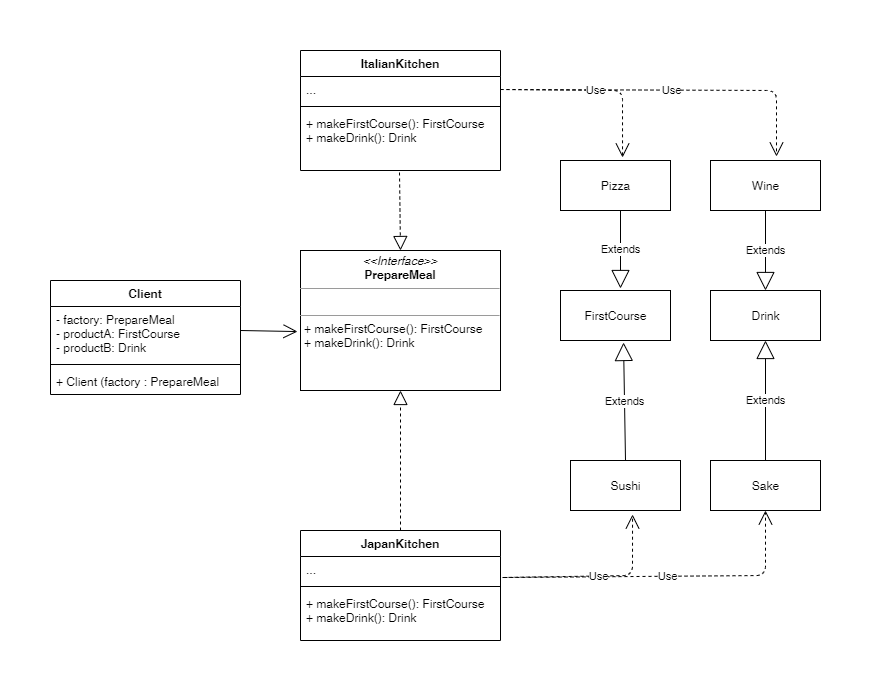 ItalianKitchen
...
+ makeFirstCourse(): FirstCourse
+ makeDrink(): Drink
Use
Use
Pizza
Wine
Extends
Extends
<<Interface>>
PrepareMeal
+ makeFirstCourse(): FirstCourse
+ makeDrink(): Drink
Client
- factory: PrepareMeal
- productA: FirstCourse
- productB: Drink
+ Client (factory : PrepareMeal
FirstCourse
Drink
Extends
Extends
Sushi
Sake
JapanKitchen
...
+ makeFirstCourse(): FirstCourse
+ makeDrink(): Drink
Use
Use